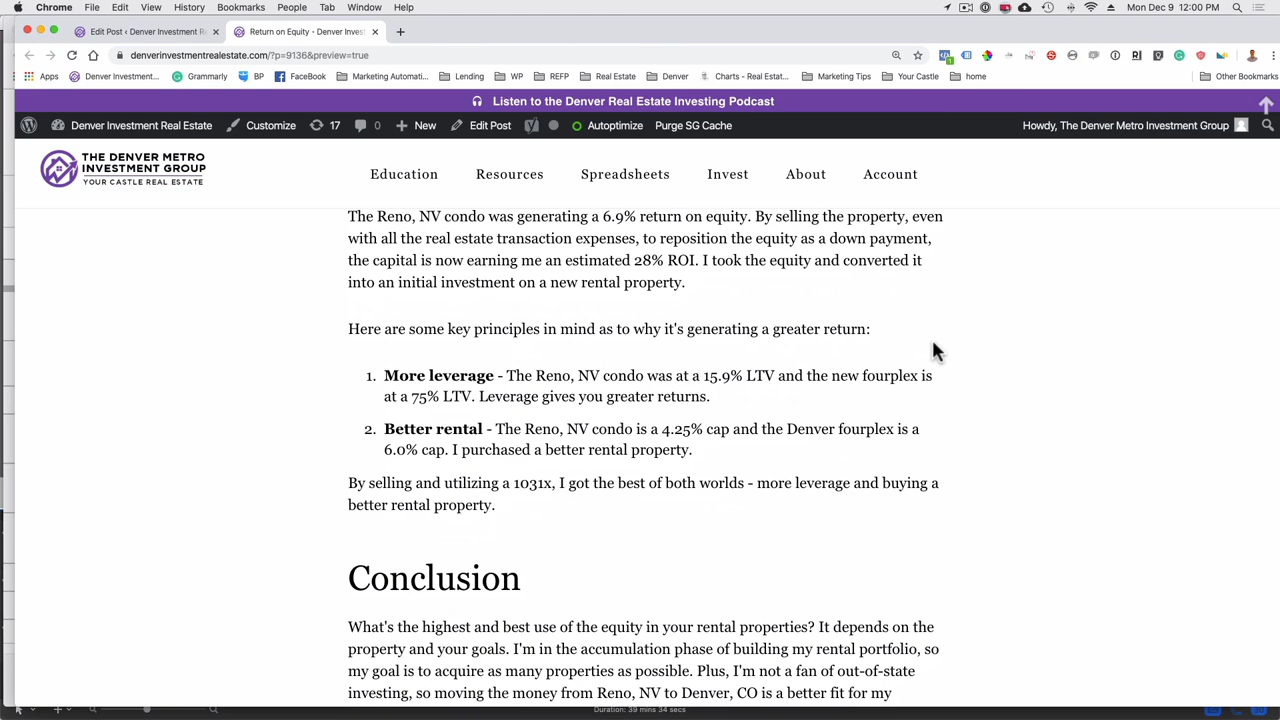 Chrome File Edit View History Bookmarks People Tab Window Help Mon Dec 9 12:00 PM
Edit Post ‹ Denver Investment R
Return on Equity - Denver Inves
denverinvestmentrealestate.com/?p=9136&preview=true
Apps Denver Investment... Grammarly BP FaceBook Marketing Automati... Lending WP REFP Real Estate Denver Charts - Real Estat... Marketing Tips Your Castle home Other Bookmarks
Listen to the Denver Real Estate Investing Podcast
Denver Investment Real Estate Customize 17 0 New Edit Post Autoptimize Purge SG Cache Howdy, The Denver Metro Investment Group
THE DENVER METRO
INVESTMENT GROUP
YOUR CASTLE REAL ESTATE
Education Resources Spreadsheets Invest About Account
The Reno, NV condo was generating a 6.9% return on equity. By selling the property, even
with all the real estate transaction expenses, to reposition the equity as a down payment,
the capital is now earning me an estimated 28% ROI. I took the equity and converted it
into an initial investment on a new rental property.
Here are some key principles in mind as to why it's generating a greater return:
1. More leverage - The Reno, NV condo was at a 15.9% LTV and the new fourplex is
at a 75% LTV. Leverage gives you greater returns.
2. Better rental - The Reno, NV condo is a 4.25% cap and the Denver fourplex is a
6.0% cap. I purchased a better rental property.
By selling and utilizing a 1031x, I got the best of both worlds - more leverage and buying a
better rental property.
Conclusion
What's the highest and best use of the equity in your rental properties? It depends on the
property and your goals. I'm in the accumulation phase of building my rental portfolio, so
my goal is to acquire as many properties as possible. Plus, I'm not a fan of out-of-state
investing, so moving the money from Reno, NV to Denver, CO is a better fit for my
Duration: 39 mins 34 secs